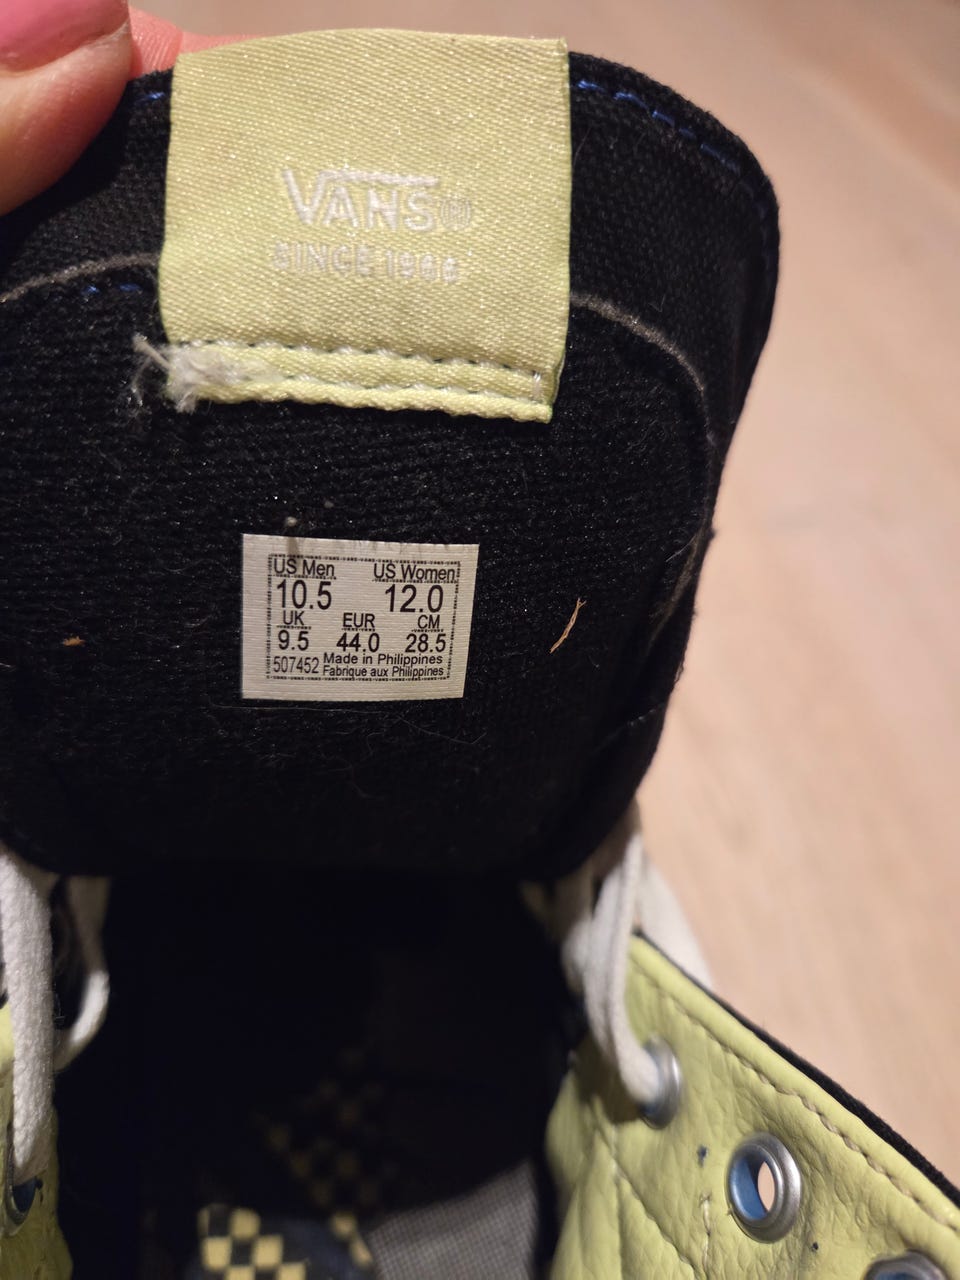 VANS®
SINCE 1966
US Men US Women
10.5 12.0
UK EUR CM
9.5 44.0 28.5
507452 Made in Philippines
Fabrique aux Philippines